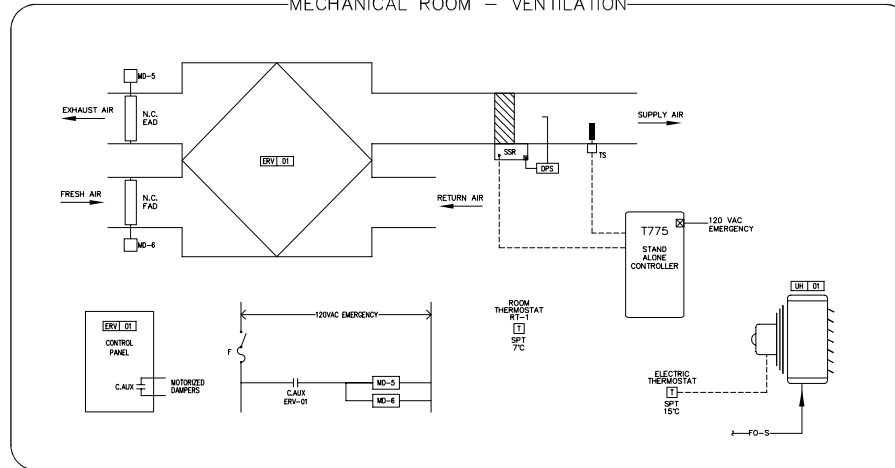 MECHANICAL ROOM – VENTILATION
MD-5
EXHAUST AIR
N.C.
EAD
SUPPLY AIR
ERV 01
SSR
DPS
TS
FRESH AIR
N.C.
FAD
RETURN AIR
MD-6
T775
STAND
ALONE
CONTROLLER
120 VAC
EMERGENCY
UH 01
ERV 01
CONTROL
PANEL
C.AUX
MOTORIZED
DAMPERS
120VAC EMERGENCY
F
C.AUX
ERV-01
MD-5
MD-6
ROOM
THERMOSTAT
RT-1
T
SPT
7°C
ELECTRIC
THERMOSTAT
T
SPT
15°C
FO-S